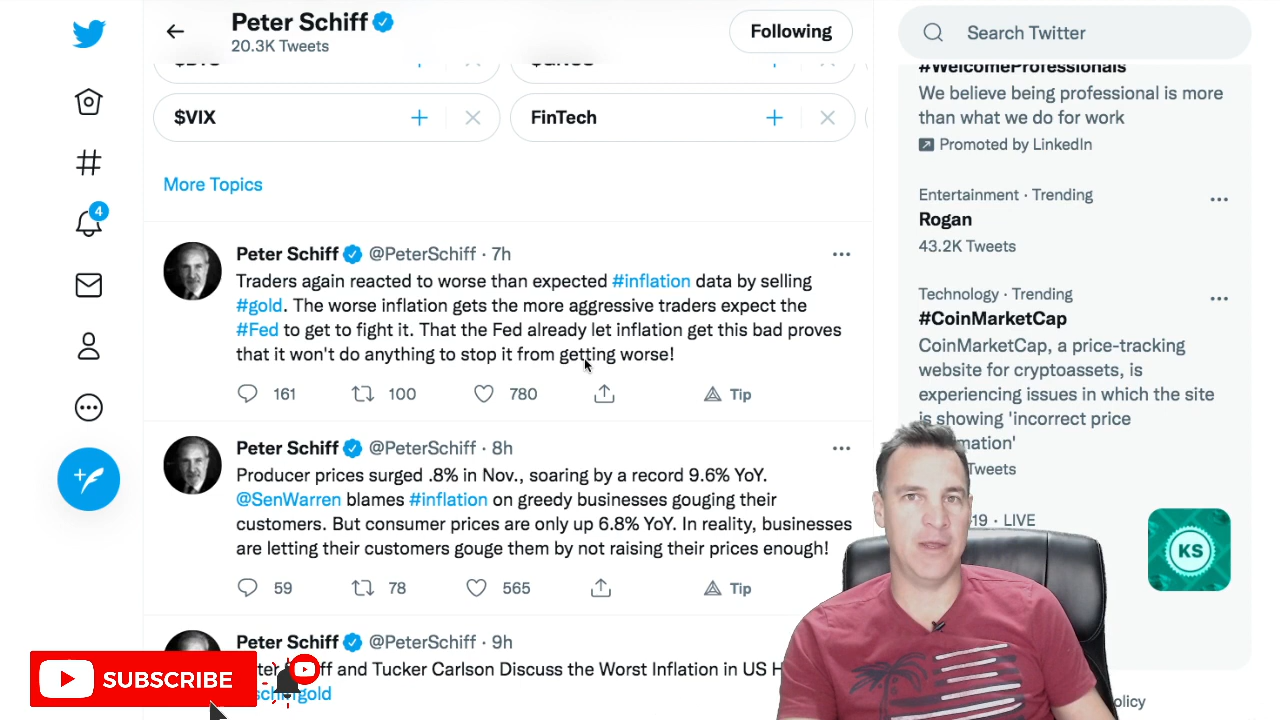 Peter Schiff
20.3K Tweets
Following
Search Twitter
$VIX
FinTech
More Topics
4
Peter Schiff @PeterSchiff · 7h
Traders again reacted to worse than expected #inflation data by selling
#gold. The worse inflation gets the more aggressive traders expect the
#Fed to get to fight it. That the Fed already let inflation get this bad proves
that it won't do anything to stop it from getting worse!
161 100 780 Tip
Peter Schiff @PeterSchiff · 8h
Producer prices surged .8% in Nov., soaring by a record 9.6% YoY.
@SenWarren blames #inflation on greedy businesses gouging their
customers. But consumer prices are only up 6.8% YoY. In reality, businesses
are letting their customers gouge them by not raising their prices enough!
59 78 565 Tip
Peter Schiff @PeterSchiff · 9h
and Tucker Carlson Discuss the Worst Inflation in US
SUBSCRIBE
#WelcomeProfessionals
We believe being professional is more
than what we do for work
Promoted by LinkedIn
Entertainment · Trending
Rogan
43.2K Tweets
Technology · Trending
#CoinMarketCap
CoinMarketCap, a price-tracking
website for cryptoassets, is
experiencing issues in which the site
is showing 'incorrect price
Tweets
LIVE
KS